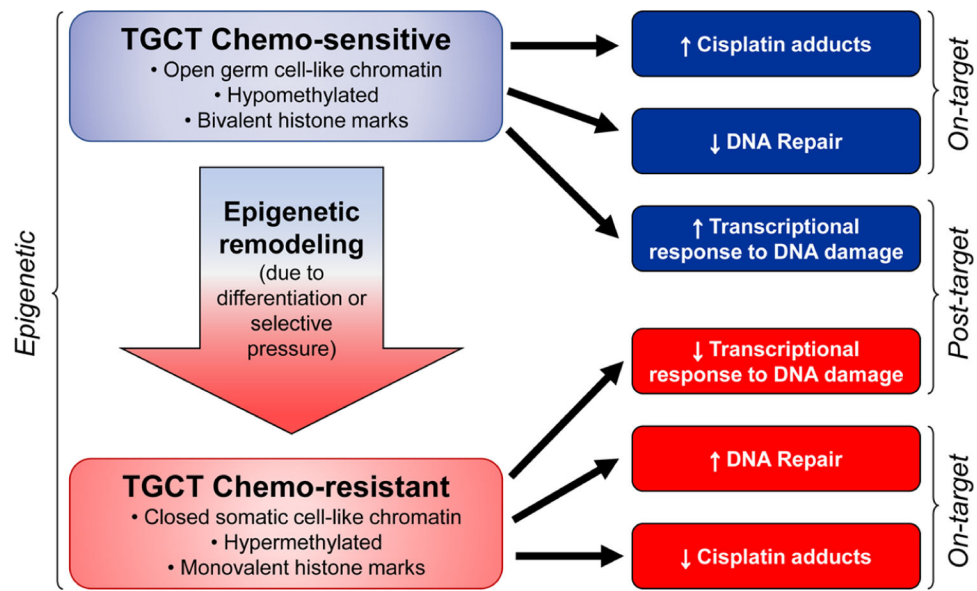 TGCT Chemo-sensitive
• Open germ cell-like chromatin
• Hypomethylated
• Bivalent histone marks
Epigenetic
remodeling
(due to
differentiation or
selective
pressure)
TGCT Chemo-resistant
• Closed somatic cell-like chromatin
• Hypermethylated
• Monovalent histone marks
Epigenetic
↑ Cisplatin adducts
↓ DNA Repair
On-target
↑ Transcriptional
response to DNA damage
↓ Transcriptional
response to DNA damage
Post-target
↑ DNA Repair
↓ Cisplatin adducts
On-target